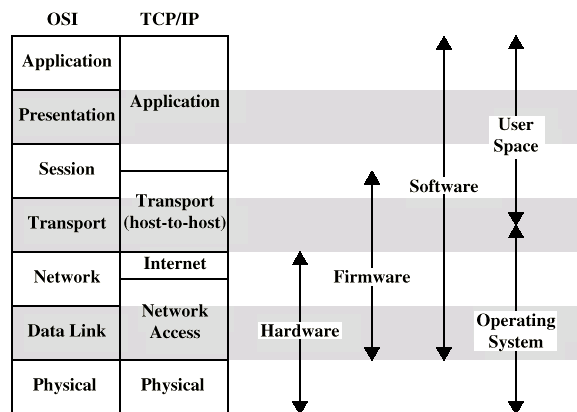 OSI TCP/IP
Application
Presentation
Session
Transport
Network
Data Link
Physical
Application
Transport
(host-to-host)
Internet
Network
Access
Physical
Hardware
Firmware
Software
User
Space
Operating
System